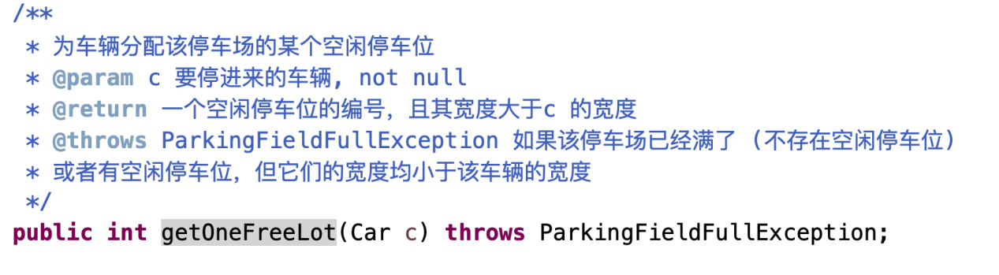 /**
 * 为车辆分配该停车场的某个空闲停车位
 * @param c 要停进来的车辆, not null
 * @return 一个空闲停车位的编号，且其宽度大于c 的宽度
 * @throws ParkingFieldFullException 如果该停车场已经满了 (不存在空闲停车位)
 * 或者有空闲停车位，但它们的宽度均小于该车辆的宽度
 */
public int getOneFreeLot(Car c) throws ParkingFieldFullException;